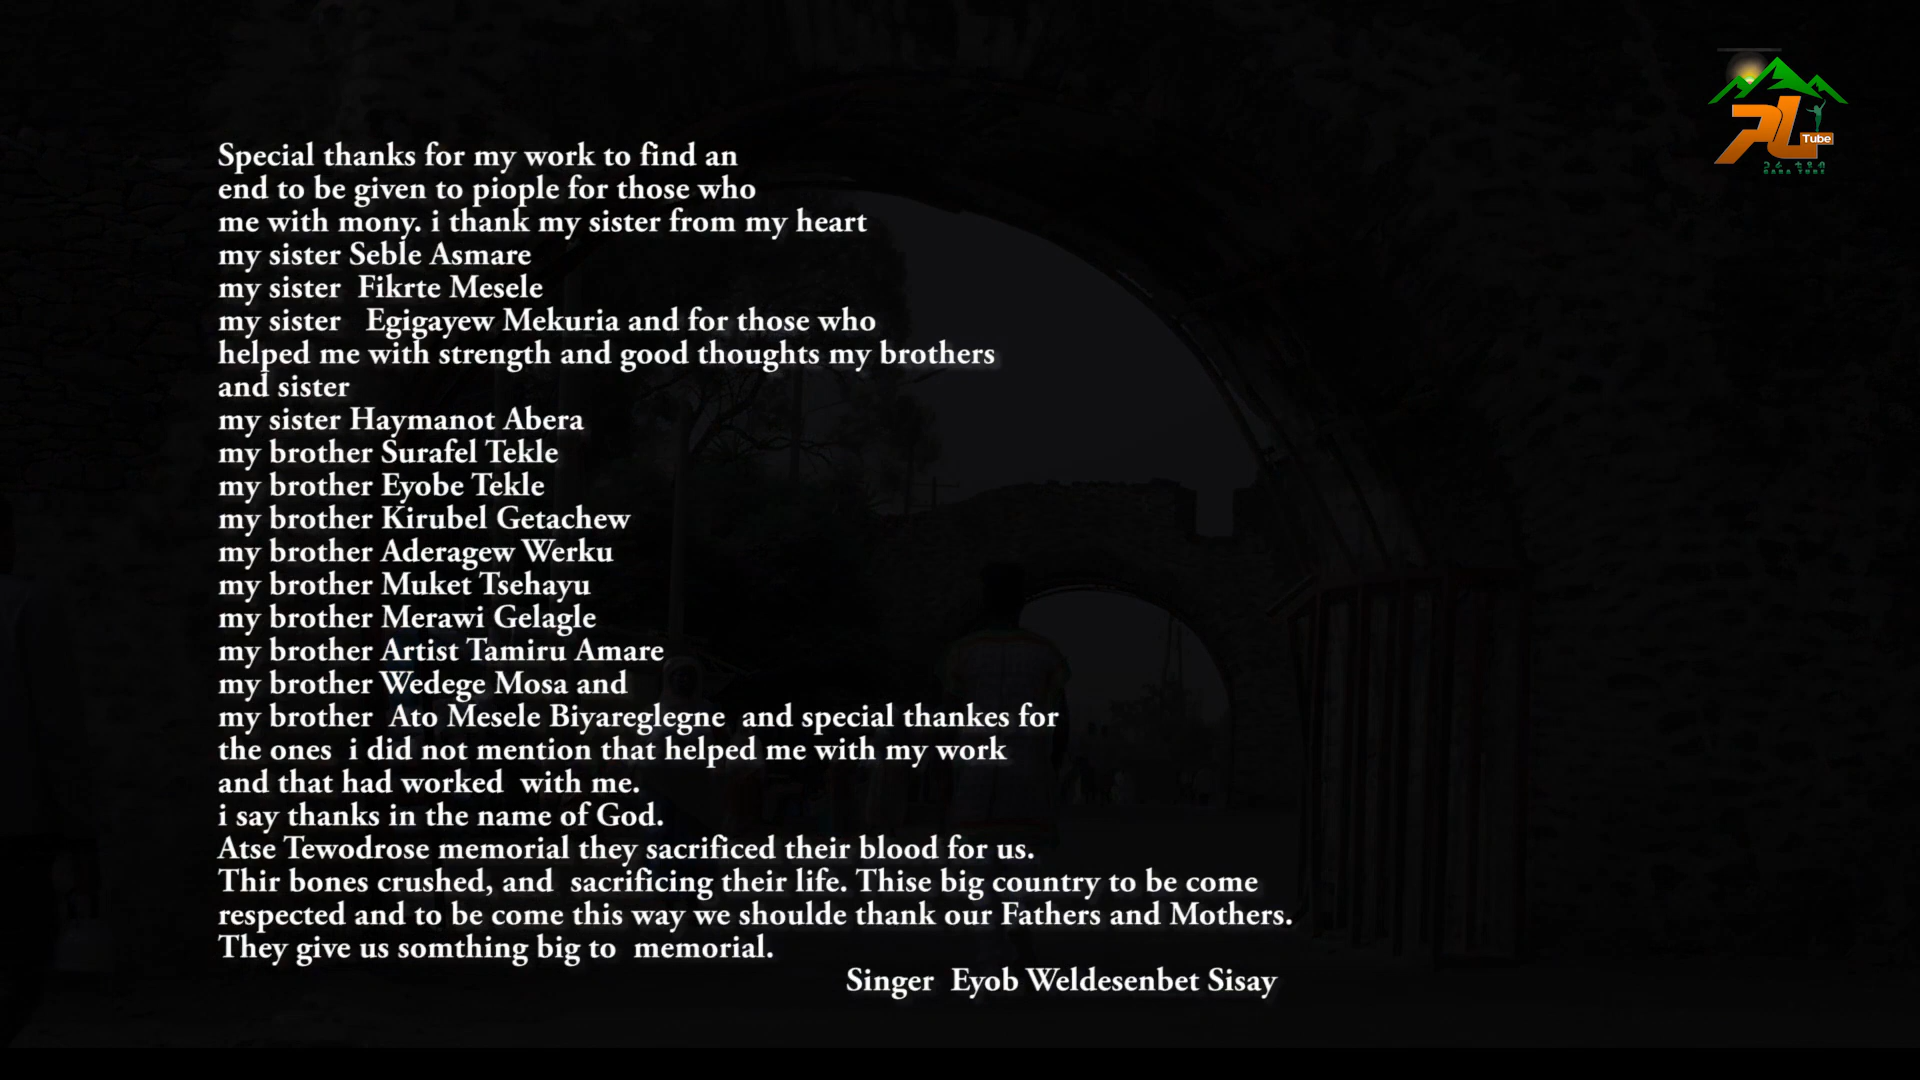 Special thanks for my work to find an
end to be given to piople for those who
me with mony. i thank my sister from my heart
my sister Seble Asmare
my sister Fikrte Mesele
my sister Egigayew Mekuria and for those who
helped me with strength and good thoughts my brothers
and sister
my sister Haymanot Abera
my brother Surafel Tekle
my brother Eyobe Tekle
my brother Kirubel Getachew
my brother Aderagew Werku
my brother Muket Tsehayu
my brother Merawi Gelagle
my brother Artist Tamiru Amare
my brother Wedege Mosa and
my brother Ato Mesele Biyareglegne and special thankes for
the ones i did not mention that helped me with my work
and that had worked with me.
i say thanks in the name of God.
Atse Tewodrose memorial they sacrificed their blood for us.
Thir bones crushed, and sacrificing their life. Thise big country to be come
respected and to be come this way we shoulde thank our Fathers and Mothers.
They give us somthing big to memorial.
Singer Eyob Weldesenbet Sisay
Tube